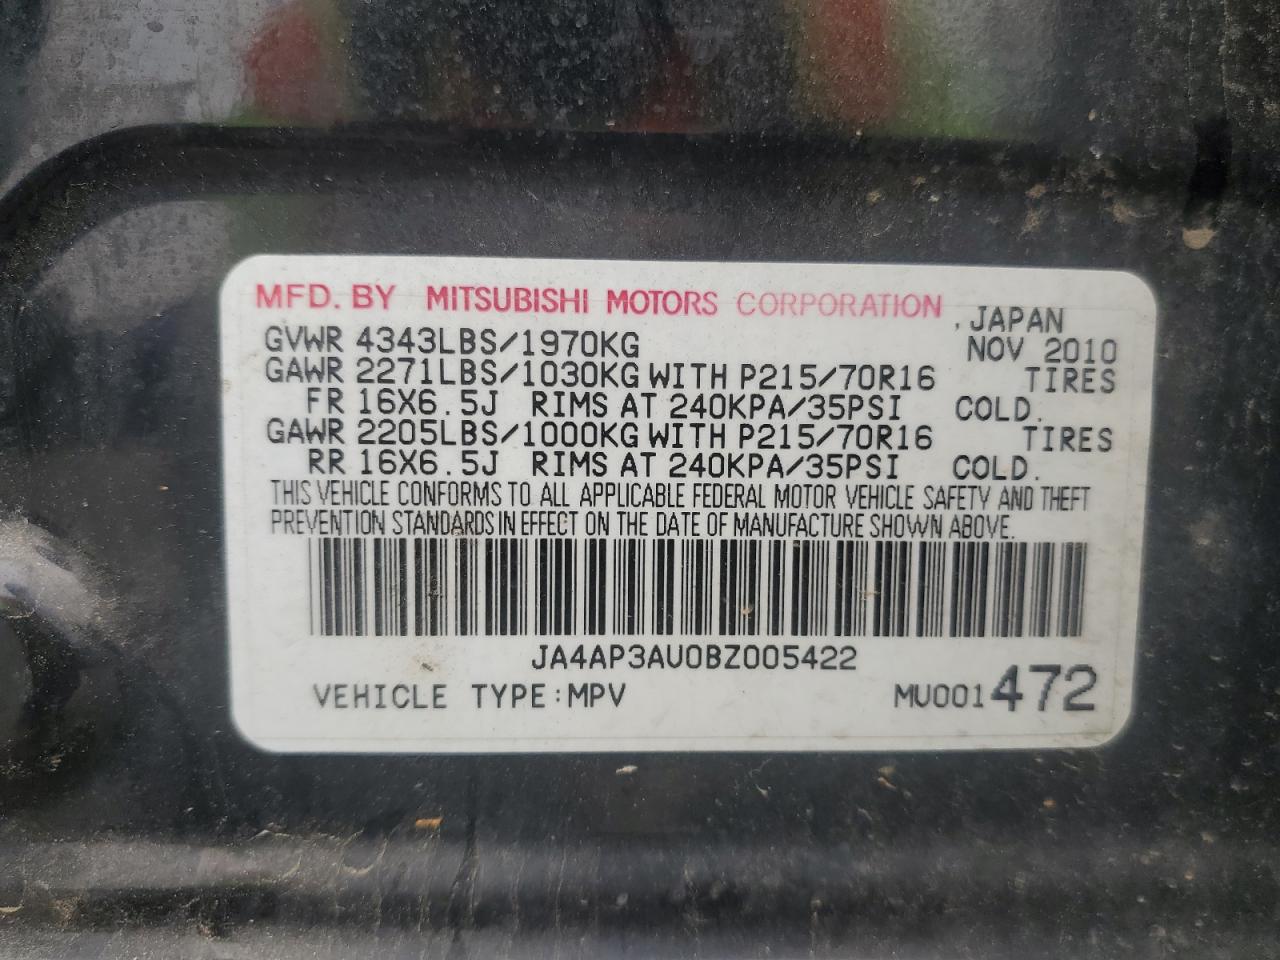 MFD. BY MITSUBISHI MOTORS CORPORATION, JAPAN
GVWR 4343LBS/1970KG NOV 2010
GAWR 2271LBS/1030KG WITH P215/70R16 TIRES
FR 16X6.5J RIMS AT 240KPA/35PSI COLD.
GAWR 2205LBS/1000KG WITH P215/70R16 TIRES
RR 16X6.5J RIMS AT 240KPA/35PSI COLD.
THIS VEHICLE CONFORMS TO ALL APPLICABLE FEDERAL MOTOR VEHICLE SAFETY AND THEFT
PREVENTION STANDARDS IN EFFECT ON THE DATE OF MANUFACTURE SHOWN ABOVE.
JA4AP3AU0BZ005422
VEHICLE TYPE:MPV MU001472